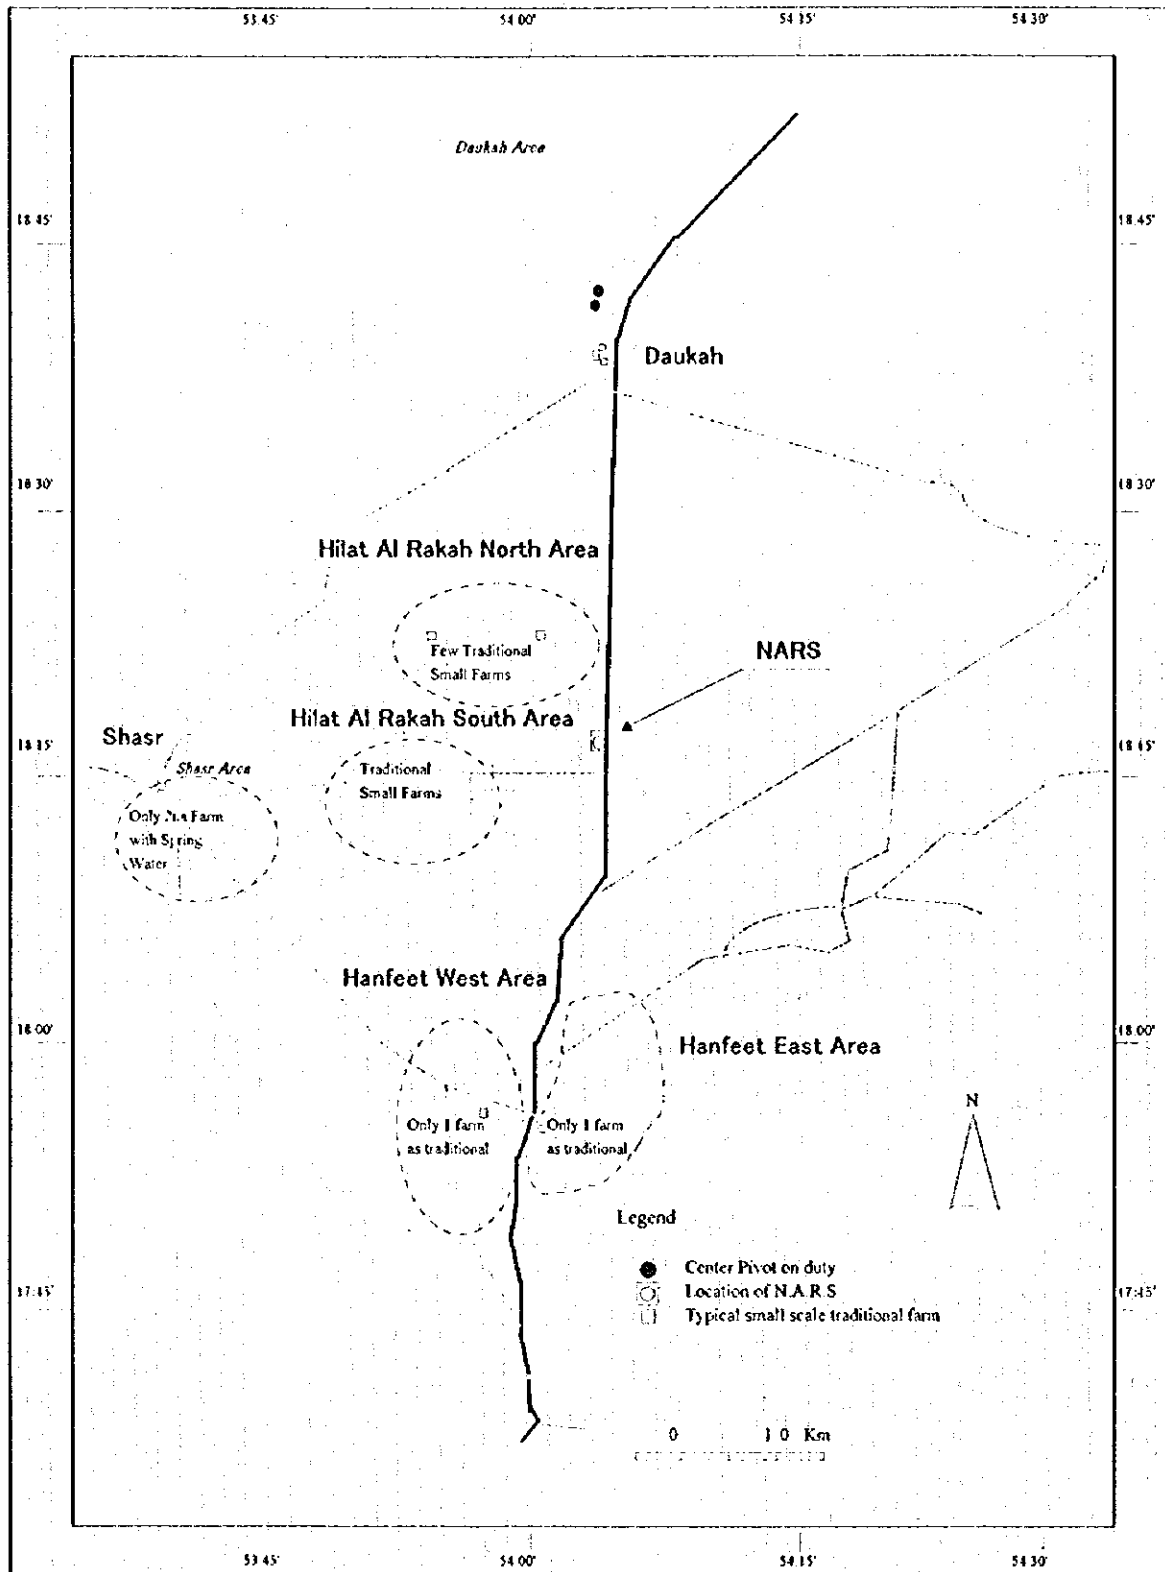 53.45'
54 00'
54 15'
54 30'
Daukah Area
18 45'
18.45'
Daukah
18 30'
18 30'
Hilat Al Rakah North Area
Few Traditional
Small Farms
NARS
Hilat Al Rakah South Area
Shasr
18 15'
18 15'
Shasr Area
Traditional
Small Farms
Only
Farm
with Spring
Water
Hanfeet West Area
18 00'
18 00'
Hanfeet East Area
N
Only 1 farm
as traditional
Only 1 farm
as traditional
Legend
Center Pivot on duty
Location of N.A.R.S
Typical small scale traditional farm
17:45'
17:45'
0 10 Km
53 45'
54 00'
54 15'
54 30'